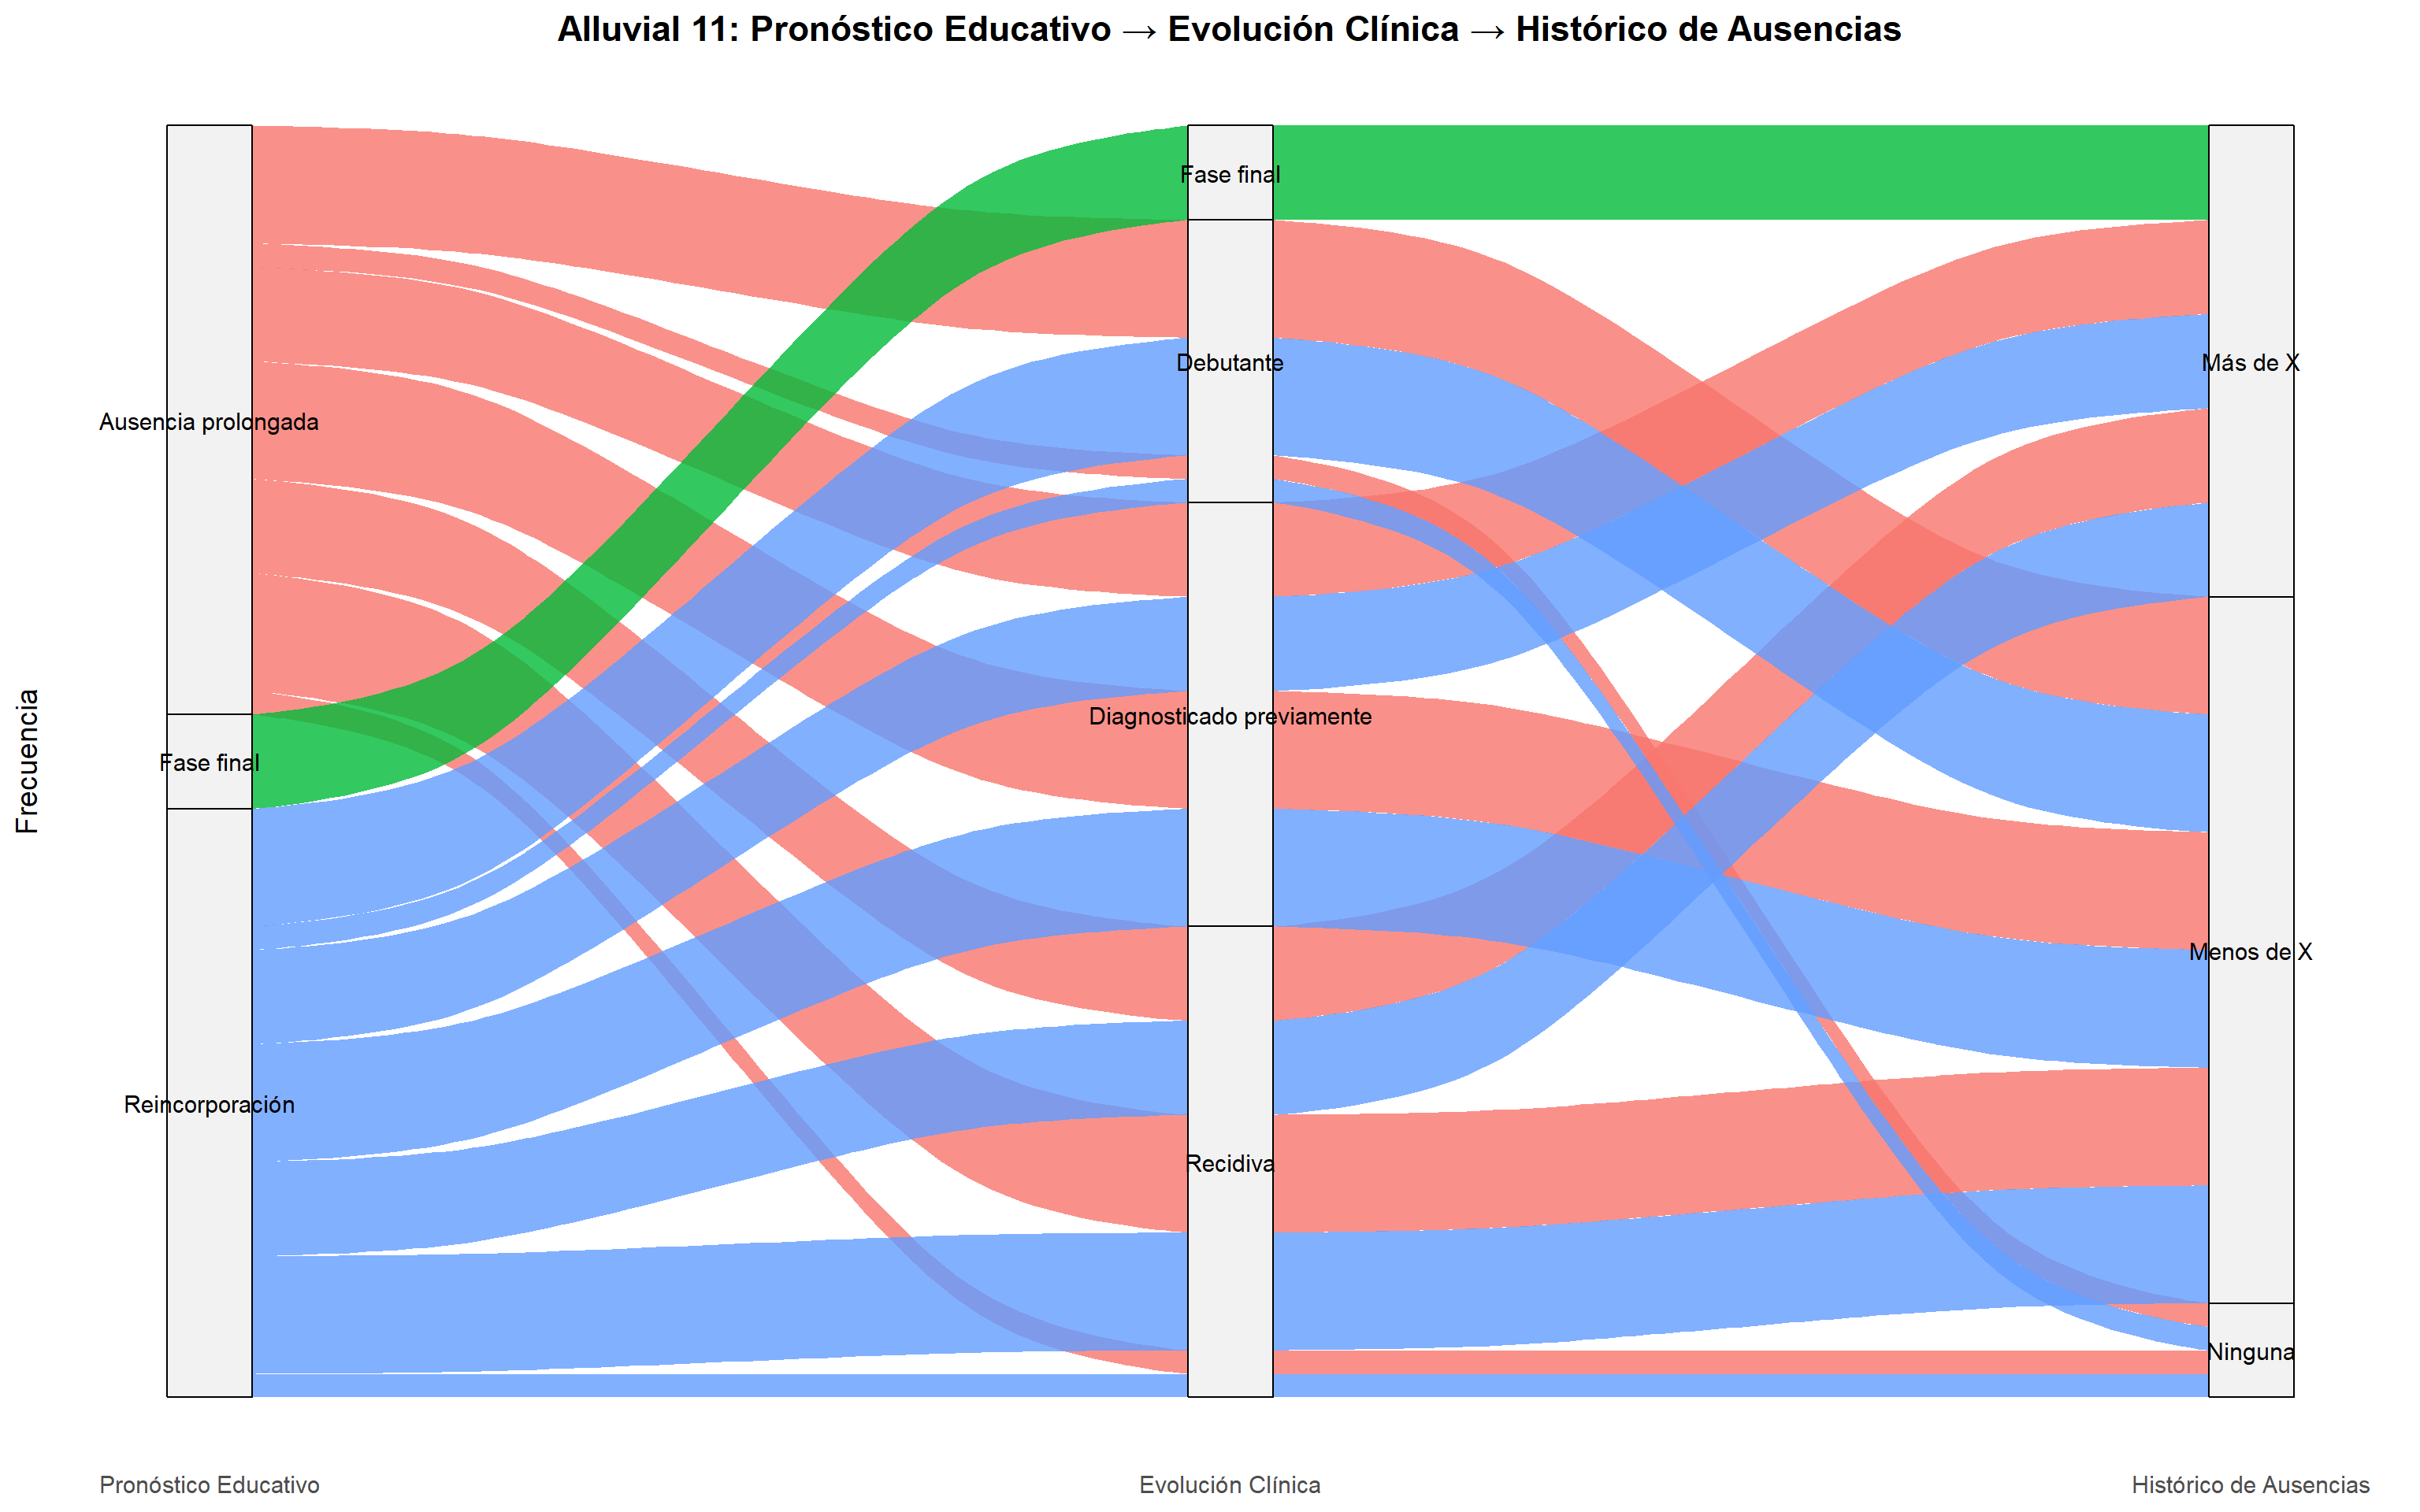 Alluvial 11: Pronóstico Educativo → Evolución Clínica → Histórico de Ausencias
Frecuencia
Ausencia prolongada
Fase final
Reincorporación
Fase final
Debutante
Diagnosticado previamente
Recidiva
Más de X
Menos de X
Ninguna
Pronóstico Educativo
Evolución Clínica
Histórico de Ausencias